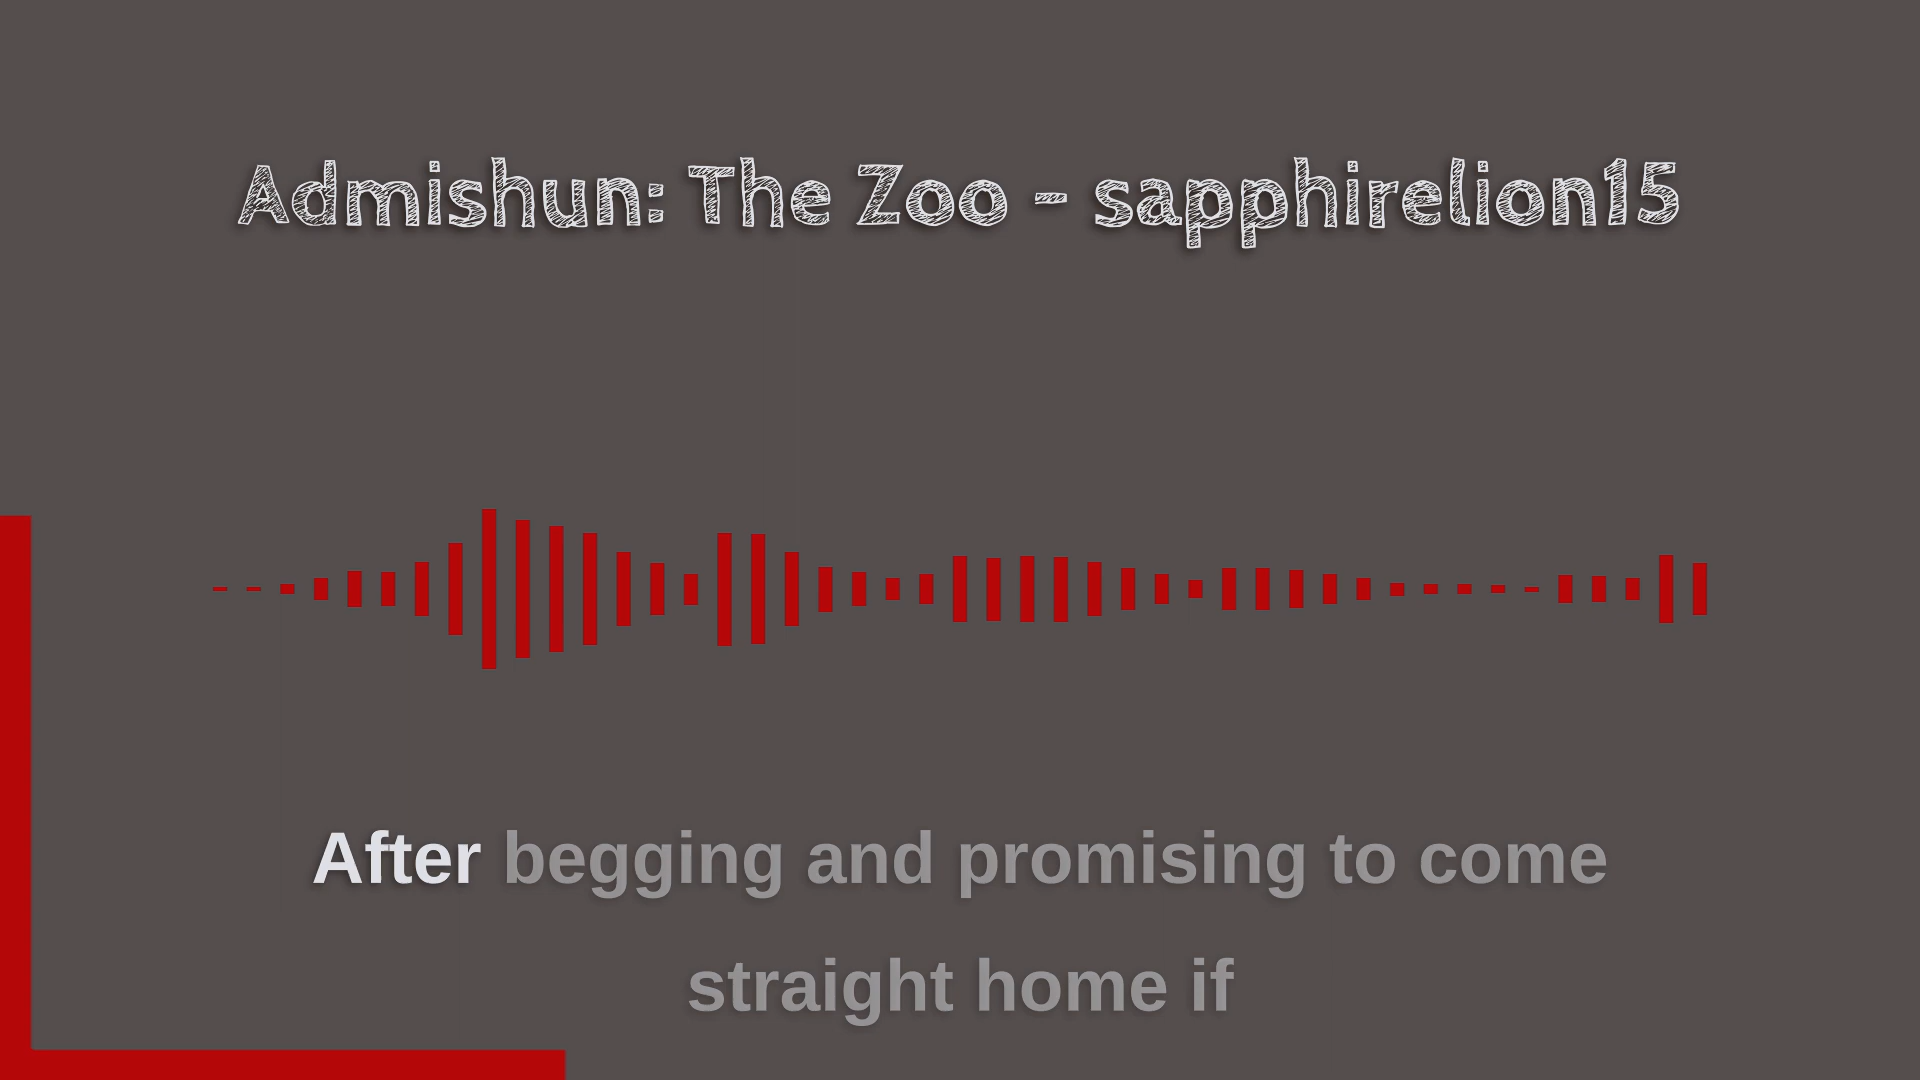 Admishun: The Zoo - sapphirelion15
After begging and promising to come
straight home if